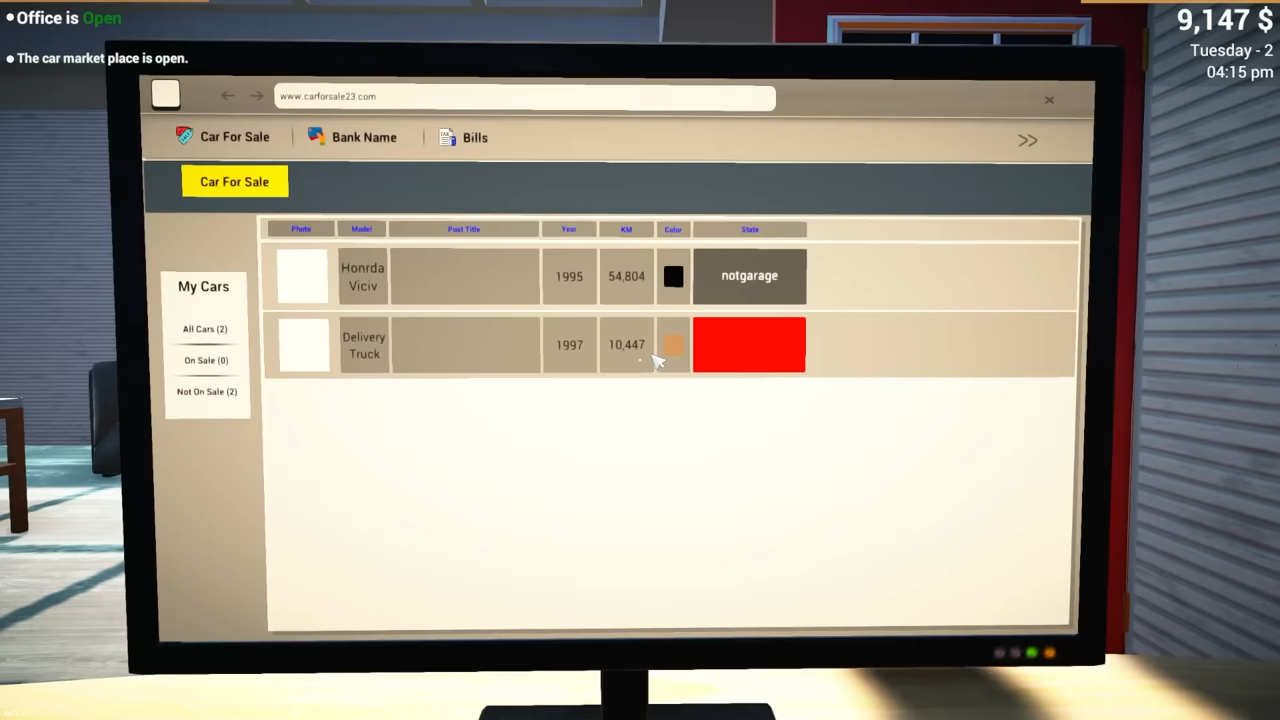 Office is Open
The car market place is open.
9,147 $
Tuesday - 2
04:15 pm
www.carforsale23.com
Car For Sale
Bank Name
Bills
>>
Car For Sale
Photo Model Post Title Year KM Color State
Honrda
Viciv
1995 54,804 notgarage
Delivery
Truck
1997 10,447
My Cars
All Cars (2)
On Sale (0)
Not On Sale (2)